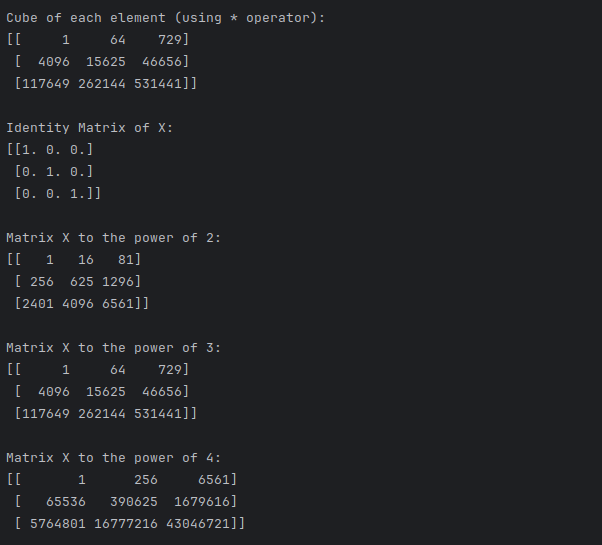 Cube of each element (using * operator):
[[     1     64    729]
 [  4096  15625  46656]
 [117649 262144 531441]]

Identity Matrix of X:
[[1. 0. 0.]
 [0. 1. 0.]
 [0. 0. 1.]]

Matrix X to the power of 2:
[[   1   16   81]
 [ 256  625 1296]
 [2401 4096 6561]]

Matrix X to the power of 3:
[[     1     64    729]
 [  4096  15625  46656]
 [117649 262144 531441]]

Matrix X to the power of 4:
[[       1      256     6561]
 [   65536   390625  1679616]
 [ 5764801 16777216 43046721]]